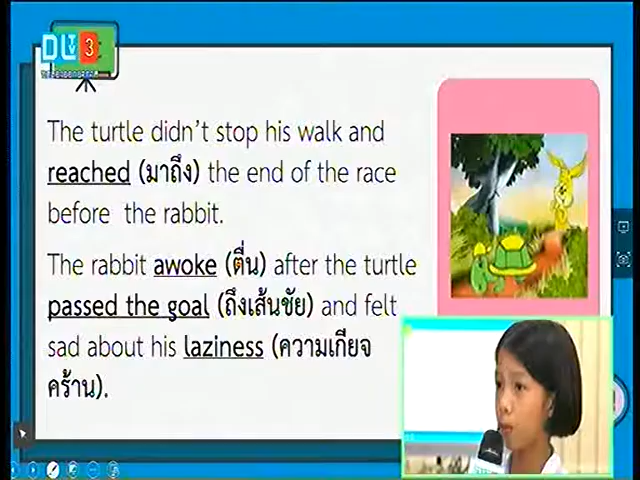 DLTV 3
The turtle didn't stop his walk and
reached (มาถึง) the end of the race
before the rabbit.
The rabbit awoke (ตื่น) after the turtle
passed the goal (ถึงเส้นชัย) and felt
sad about his laziness (ความเกียจ
คร้าน).